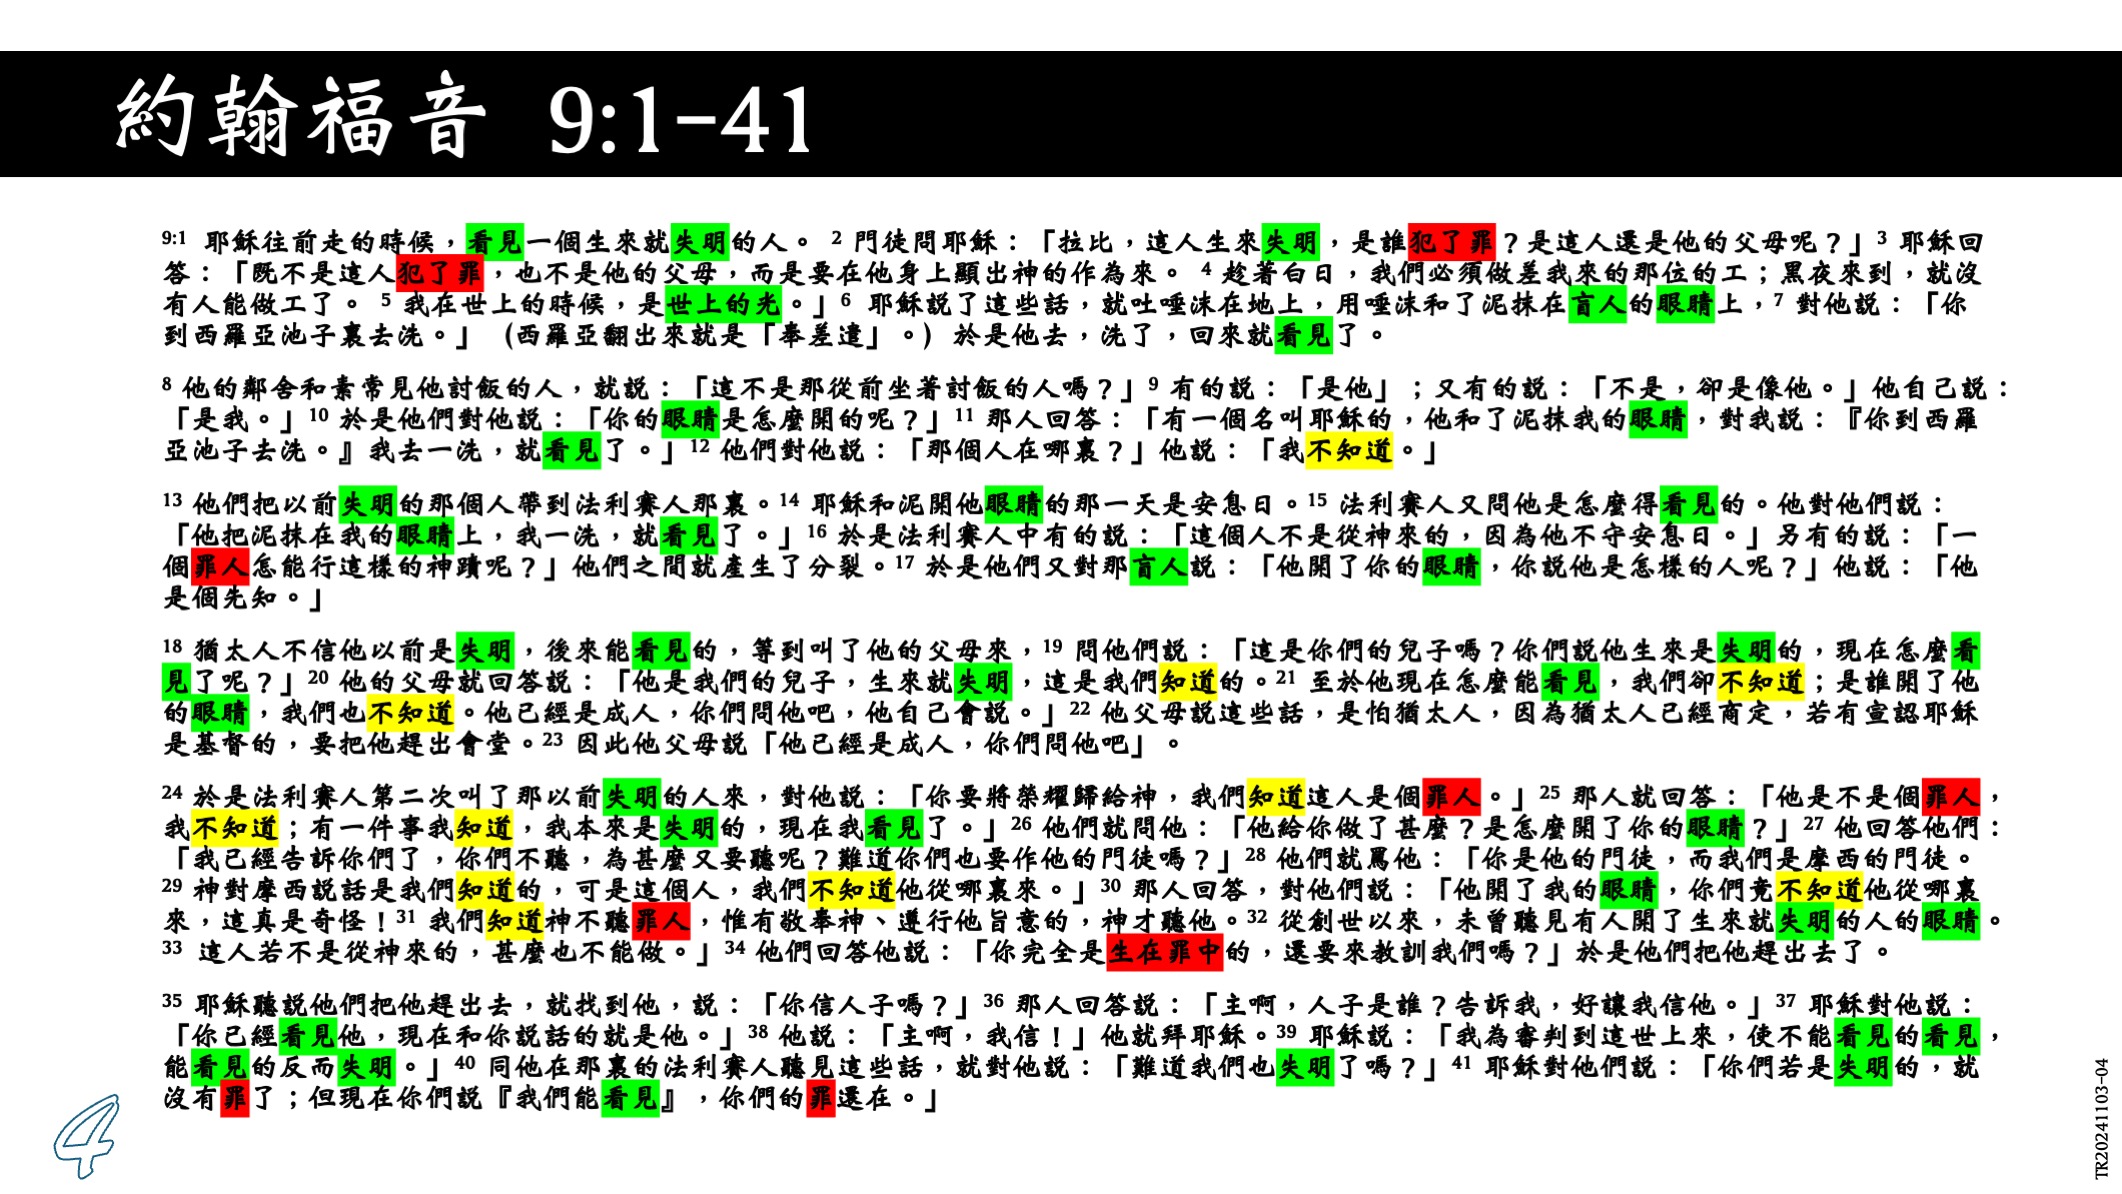 約翰福音 9:1-41
9:1 耶穌往前走的時候，看見一個生來就失明的人。 2 門徒問耶穌：「拉比，這人生來失明，是誰犯了罪？是這人還是他的父母呢？」3 耶穌回
答：「既不是這人犯了罪，也不是他的父母，而是要在他身上顯出神的作為來。 4 趁著白日，我們必須做差我來的那位的工；黑夜來到，就沒
有人能做工了。 5 我在世上的時候，是世上的光。」6 耶穌說了這些話，就吐唾沫在地上，用唾沫和了泥抹在盲人的眼睛上，7 對他說：「你
到西羅亞池子裏去洗。」（西羅亞翻出來就是「奉差遣」。）於是他去，洗了，回來就看見了。
8 他的鄰舍和素常見他討飯的人，就說：「這不是那從前坐著討飯的人嗎？」9 有的說：「是他」；又有的說：「不是，卻是像他。」他自己說：
「是我。」10 於是他們對他說：「你的眼睛是怎麼開的呢？」11 那人回答：「有一個名叫耶穌的，他和了泥抹我的眼睛，對我說：『你到西羅
亞池子去洗。』我去一洗，就看見了。」12 他們對他說：「那個人在哪裏？」他說：「我不知道。」
13 他們把以前失明的那個人帶到法利賽人那裏。14 耶穌和泥開他眼睛的那一天是安息日。15 法利賽人又問他是怎麼得看見的。他對他們說：
「他把泥抹在我的眼睛上，我一洗，就看見了。」16 於是法利賽人中有的說：「這個人不是從神來的，因為他不守安息日。」另有的說：「一
個罪人怎能行這樣的神蹟呢？」他們之間就產生了分裂。17 於是他們又對那盲人說：「他開了你的眼睛，你說他是怎樣的人呢？」他說：「他
是個先知。」
18 猶太人不信他以前是失明，後來能看見的，等到叫了他的父母來，19 問他們說：「這是你們的兒子嗎？你們說他生來是失明的，現在怎麼看
見了呢？」20 他的父母就回答說：「他是我們的兒子，生來就失明，這是我們知道的。21 至於他現在怎麼能看見，我們卻不知道；是誰開了他
的眼睛，我們也不知道。他已經是成人，你們問他吧，他自己會說。」22 他父母說這些話，是怕猶太人，因為猶太人已經商定，若有宣認耶穌
是基督的，要把他趕出會堂。23 因此他父母說「他已經是成人，你們問他吧」。
24 於是法利賽人第二次叫了那以前失明的人來，對他說：「你要將榮耀歸給神，我們知道這人是個罪人。」25 那人就回答：「他是不是個罪人，
我不知道；有一件事我知道，我本來是失明的，現在我看見了。」26 他們就問他：「他給你做了甚麼？是怎麼開了你的眼睛？」27 他回答他們：
「我已經告訴你們了，你們不聽，為甚麼又要聽呢？難道你們也要作他的門徒嗎？」28 他們就罵他：「你是他的門徒，而我們是摩西的門徒。
29 神對摩西說話是我們知道的，可是這個人，我們不知道他從哪裏來。」30 那人回答，對他們說：「他開了我的眼睛，你們竟不知道他從哪裏
來，這真是奇怪！31 我們知道神不聽罪人，惟有敬奉神、遵行他旨意的，神才聽他。32 從創世以來，未曾聽見有人開了生來就失明的人的眼睛。
33 這人若不是從神來的，甚麼也不能做。」34 他們回答他說：「你完全是生在罪中的，還要來教訓我們嗎？」於是他們把他趕出去了。
35 耶穌聽說他們把他趕出去，就找到他，說：「你信人子嗎？」36 那人回答說：「主啊，人子是誰？告訴我，好讓我信他。」37 耶穌對他說：
「你已經看見他，現在和你說話的就是他。」38 他說：「主啊，我信！」他就拜耶穌。39 耶穌說：「我為審判到這世上來，使不能看見的看見，
能看見的反而失明。」40 同他在那裏的法利賽人聽見這些話，就對他說：「難道我們也失明了嗎？」41 耶穌對他們說：「你們若是失明的，就
沒有罪了；但現在你們說『我們能看見』，你們的罪還在。」
4
TR20241103-04